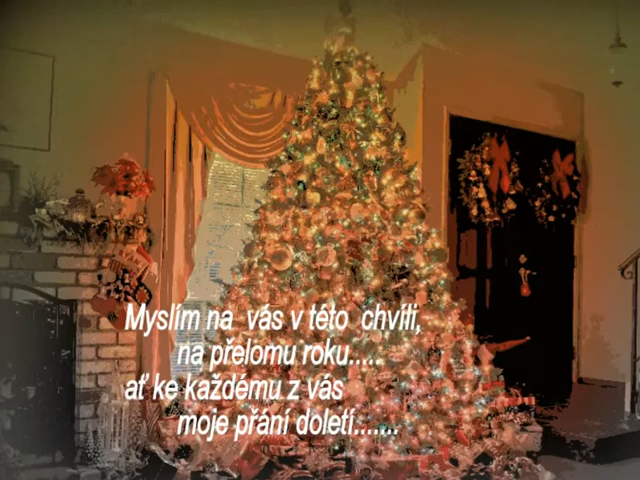 Myslím na vás v této chvíli,
na přelomu roku.....
ať ke každému z vás
moje přání doletí.......